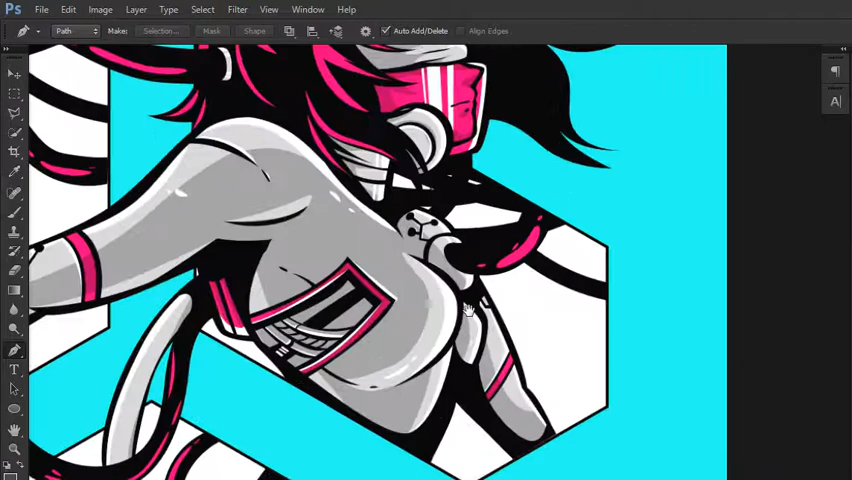 Ps File Edit Image Layer Type Select Filter View Window Help
Path Make: Selection... Mask Shape Auto Add/Delete Align Edges
A
T